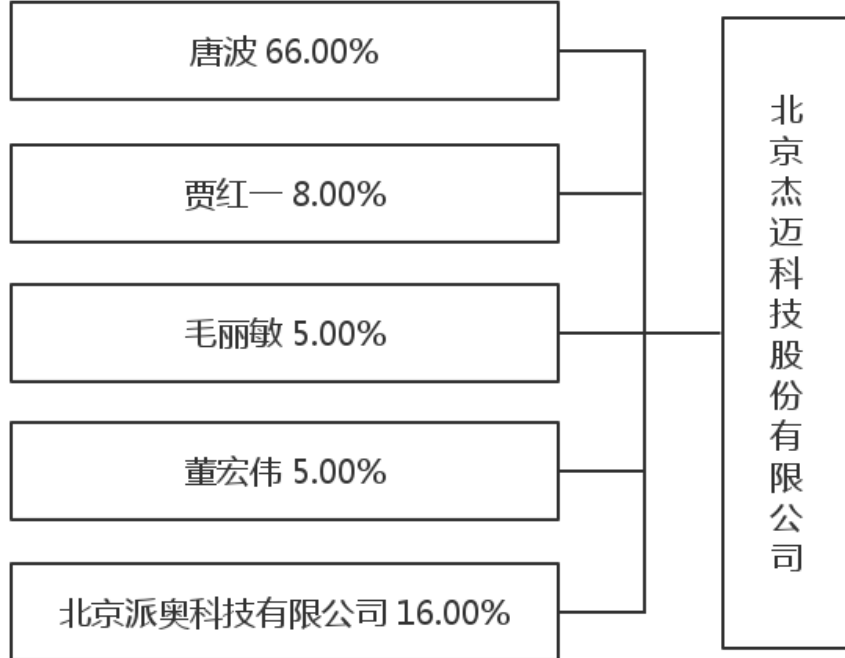 唐波 66.00%
贾红一 8.00%
毛丽敏 5.00%
董宏伟 5.00%
北京派奥科技有限公司 16.00%
北京杰迈科技股份有限公司